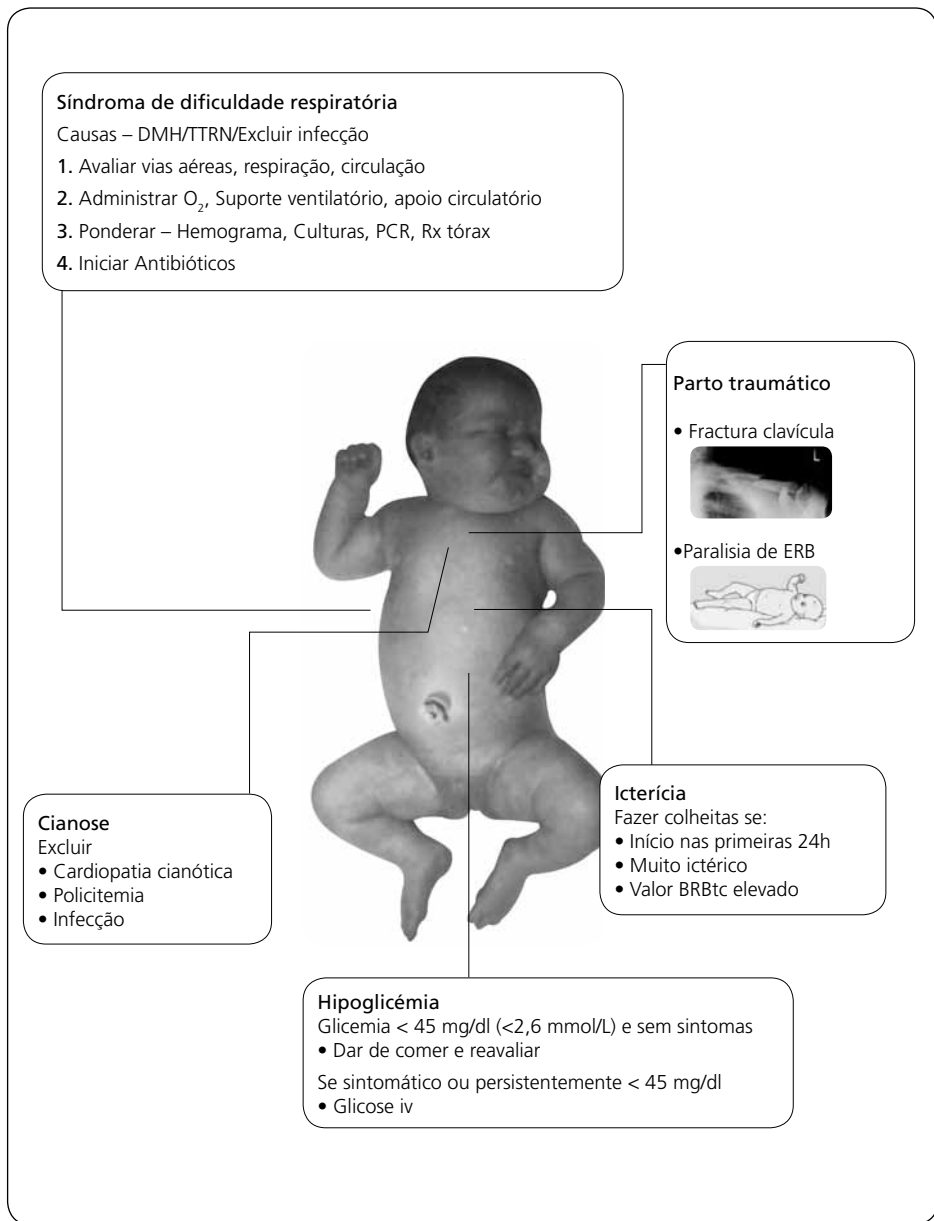 Síndroma de dificuldade respiratória
Causas – DMH/TTRN/Excluir infecção
1. Avaliar vias aéreas, respiração, circulação
2. Administrar O₂, Suporte ventilatório, apoio circulatório
3. Ponderar – Hemograma, Culturas, PCR, Rx tórax
4. Iniciar Antibióticos
Parto traumático
• Fractura clavícula
L
•Paralisia de ERB
Cianose
Excluir
• Cardiopatia cianótica
• Policitemia
• Infecção
Icterícia
Fazer colheitas se:
• Início nas primeiras 24h
• Muito ictérico
• Valor BRBtc elevado
Hipoglicémia
Glicemia < 45 mg/dl (<2,6 mmol/L) e sem sintomas
• Dar de comer e reavaliar
Se sintomático ou persistentemente < 45 mg/dl
• Glicose iv